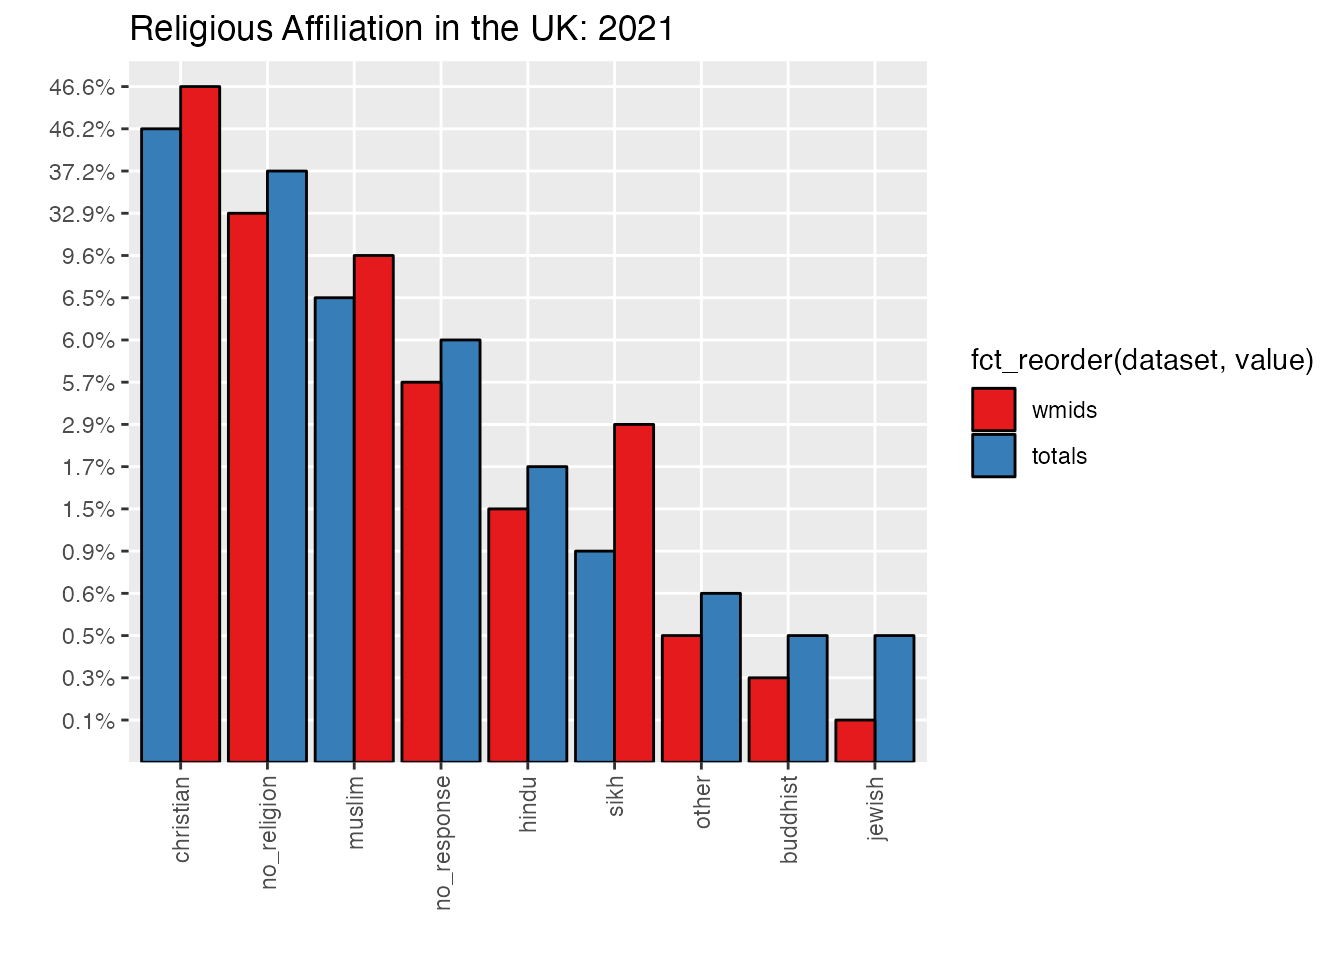 Religious Affiliation in the UK: 2021
46.6%
46.2%
37.2%
32.9%
9.6%
6.5%
6.0%
5.7%
2.9%
1.7%
1.5%
0.9%
0.6%
0.5%
0.3%
0.1%
christian
no_religion
muslim
no_response
hindu
sikh
other
buddhist
jewish
fct_reorder(dataset, value)
wmids
totals